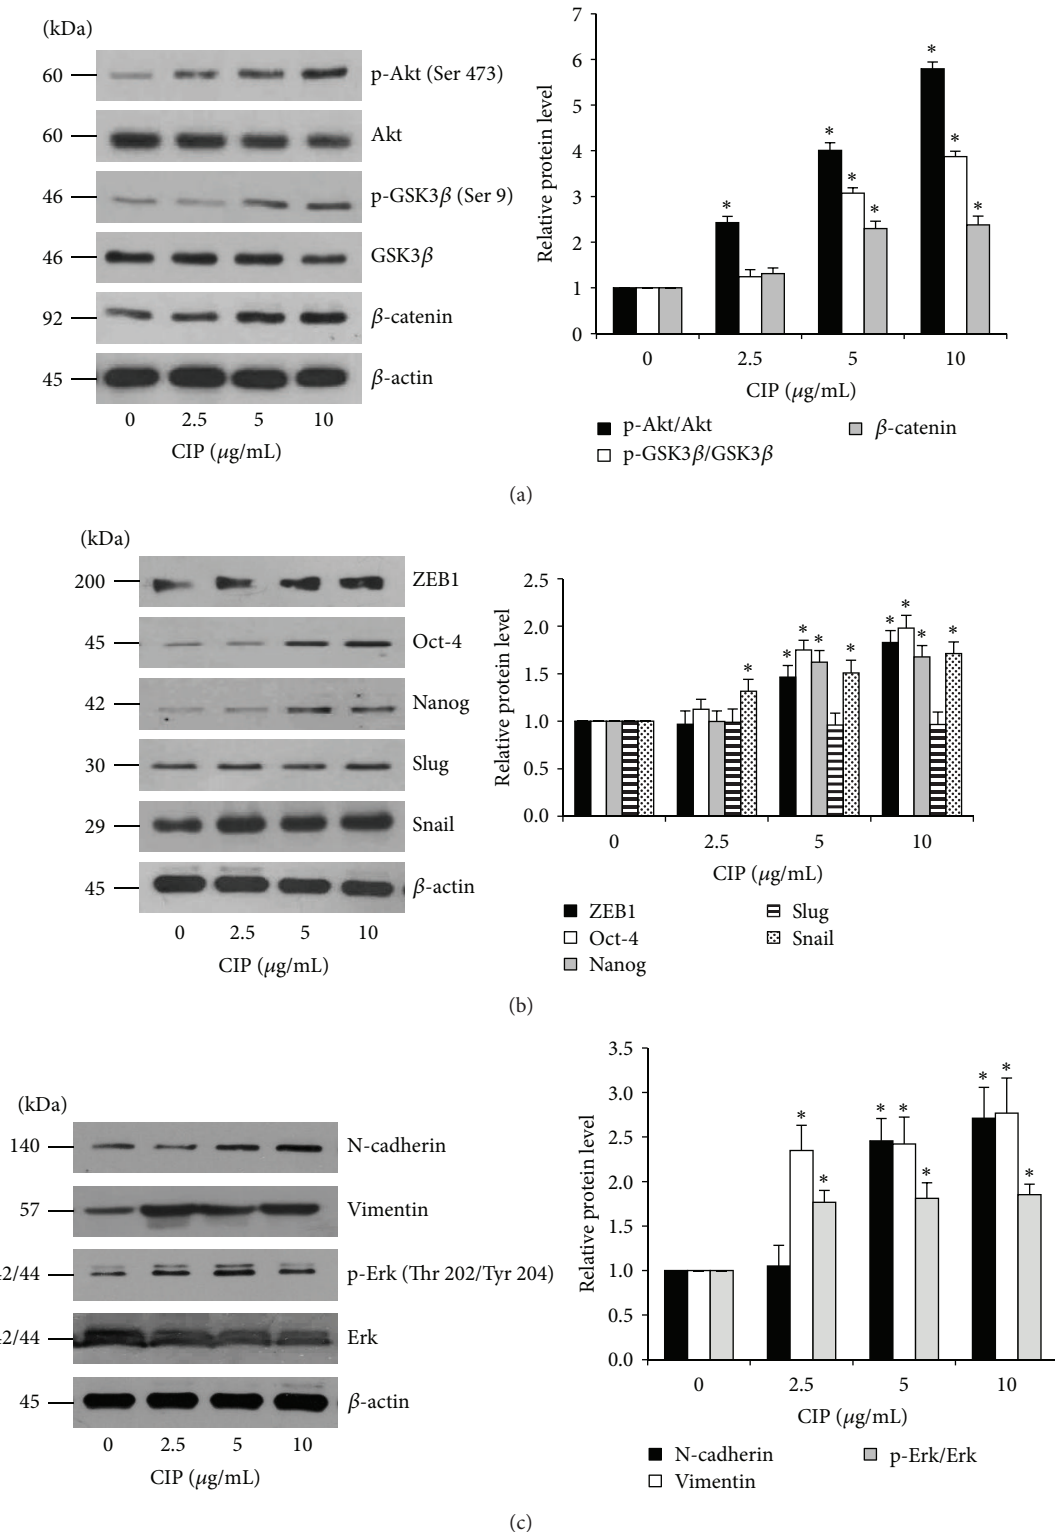 (kDa)
60 p-Akt (Ser 473)
60 Akt
46 p-GSK3β (Ser 9)
46 GSK3β
92 β-catenin
45 β-actin
0 2.5 5 10
CIP (μg/mL)
Relative protein level
7
6
5
4
3
2
1
0
* * * * * * *
0 2.5 5 10
CIP (μg/mL)
p-Akt/Akt
p-GSK3β/GSK3β
β-catenin
(a)
(kDa)
200 ZEB1
45 Oct-4
42 Nanog
30 Slug
29 Snail
45 β-actin
0 2.5 5 10
CIP (μg/mL)
Relative protein level
2.5
2.0
1.5
1.0
0.5
0.0
* * * * * * * * *
0 2.5 5 10
CIP (μg/mL)
ZEB1
Oct-4
Nanog
Slug
Snail
(b)
(kDa)
140 N-cadherin
57 Vimentin
2/44 p-Erk (Thr 202/Tyr 204)
2/44 Erk
45 β-actin
0 2.5 5 10
CIP (μg/mL)
Relative protein level
3.5
3.0
2.5
2.0
1.5
1.0
0.5
0.0
* * * * * * * *
0 2.5 5 10
CIP (μg/mL)
N-cadherin
Vimentin
p-Erk/Erk
(c)